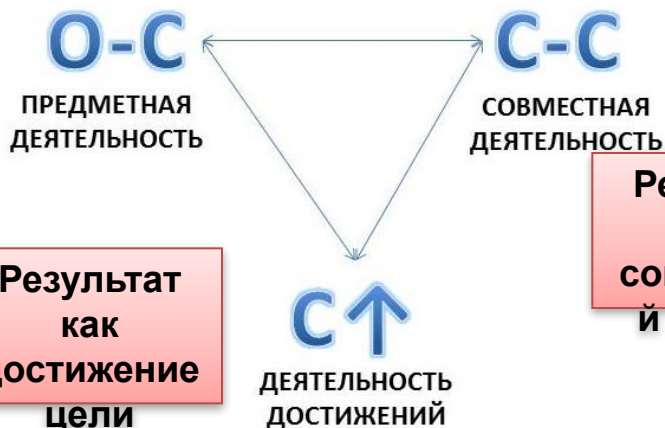 О-С
ПРЕДМЕТНАЯ
ДЕЯТЕЛЬНОСТЬ
С-С
СОВМЕСТНАЯ
ДЕЯТЕЛЬНОСТЬ
Результат
как
достижение
цели
С↑
ДЕЯТЕЛЬНОСТЬ
ДОСТИЖЕНИЙ